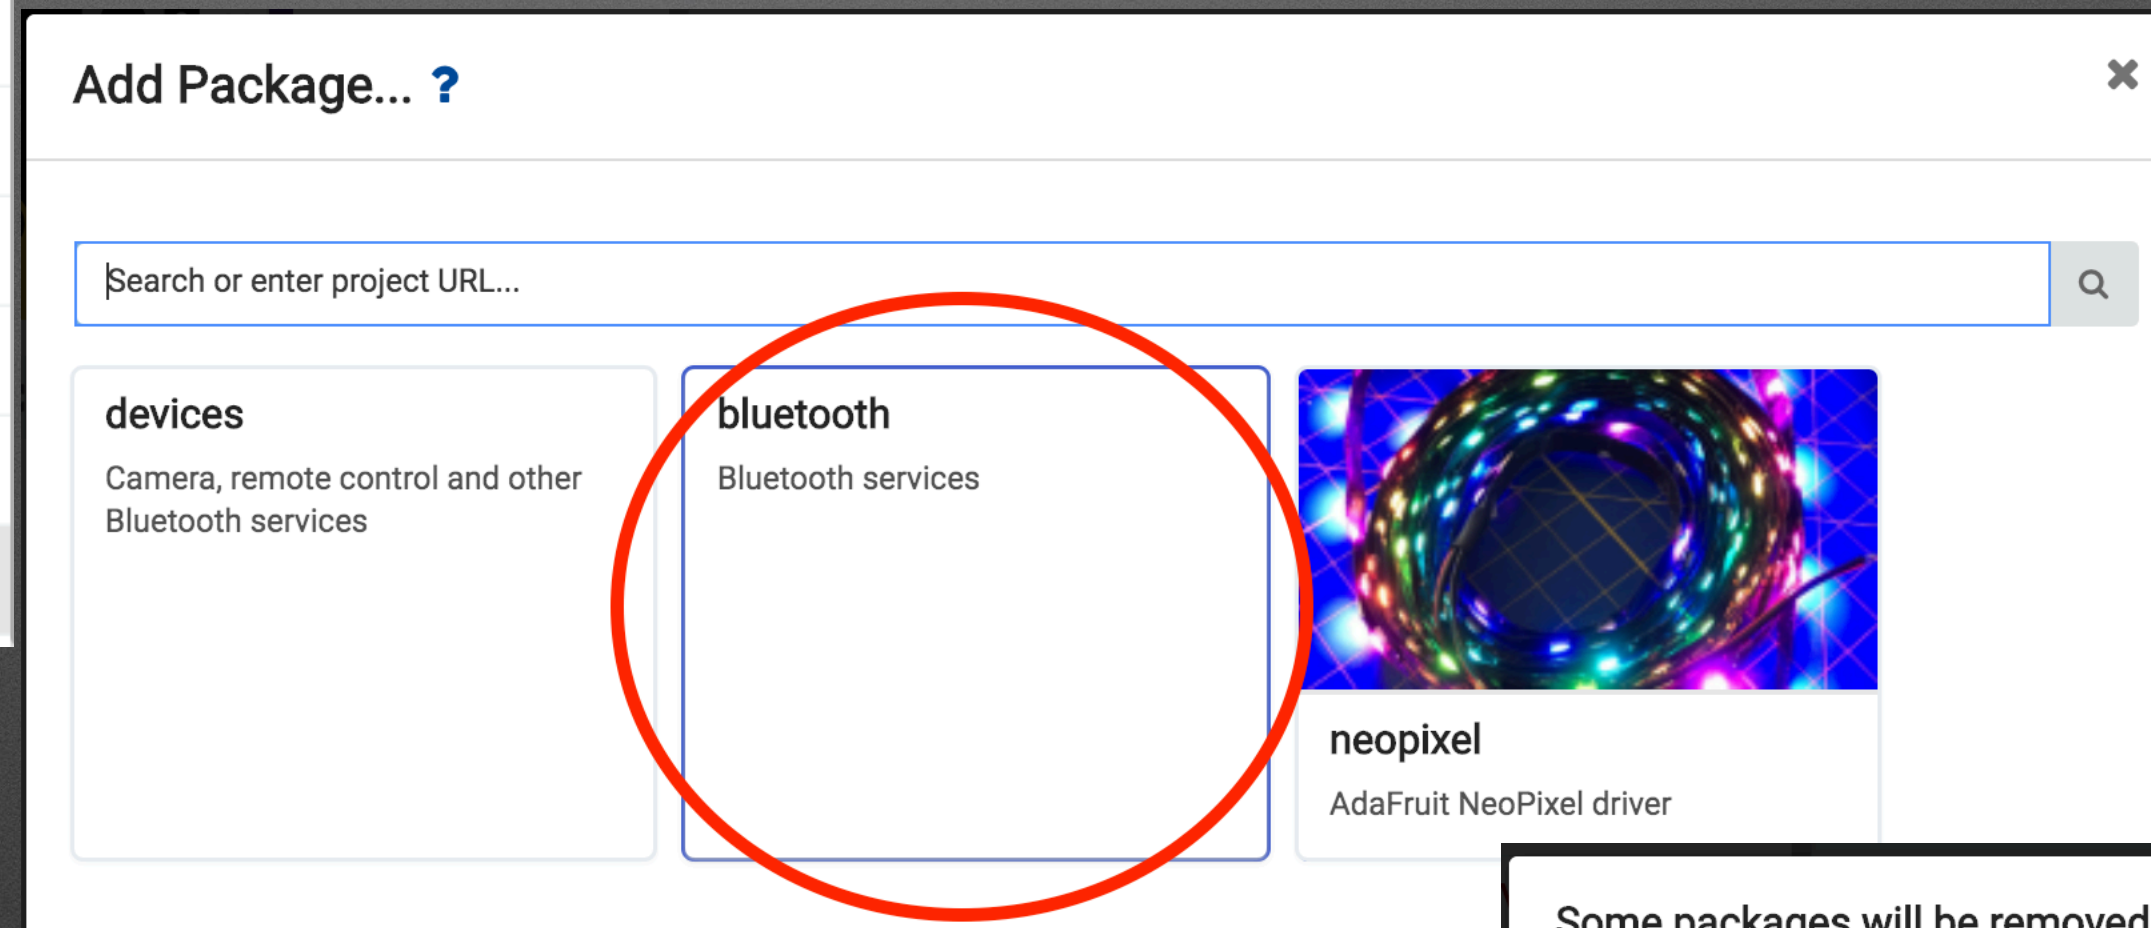 Add Package... ?
Search or enter project URL...
devices
Camera, remote control and other
Bluetooth services
bluetooth
Bluetooth services
neopixel
AdaFruit NeoPixel driver
Some packages will be removed